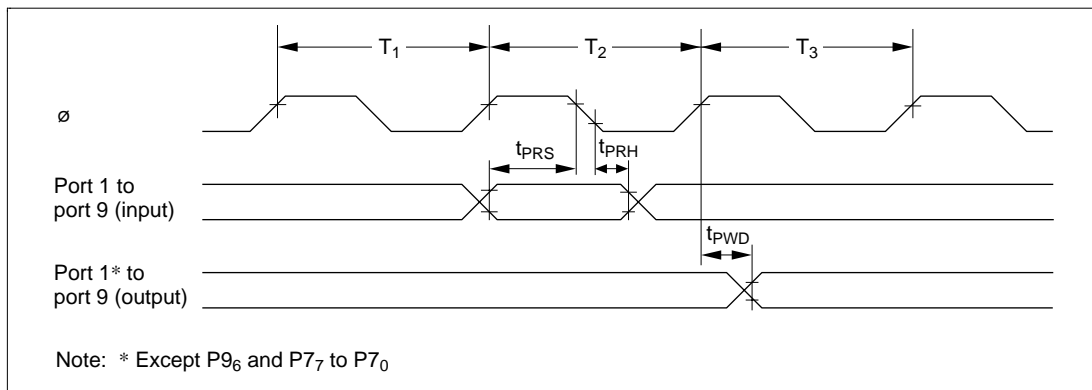 T1 T2 T3
ø
tPRS tPRH
Port 1 to
port 9 (input)
tPWD
Port 1* to
port 9 (output)
Note: * Except P96 and P77 to P70